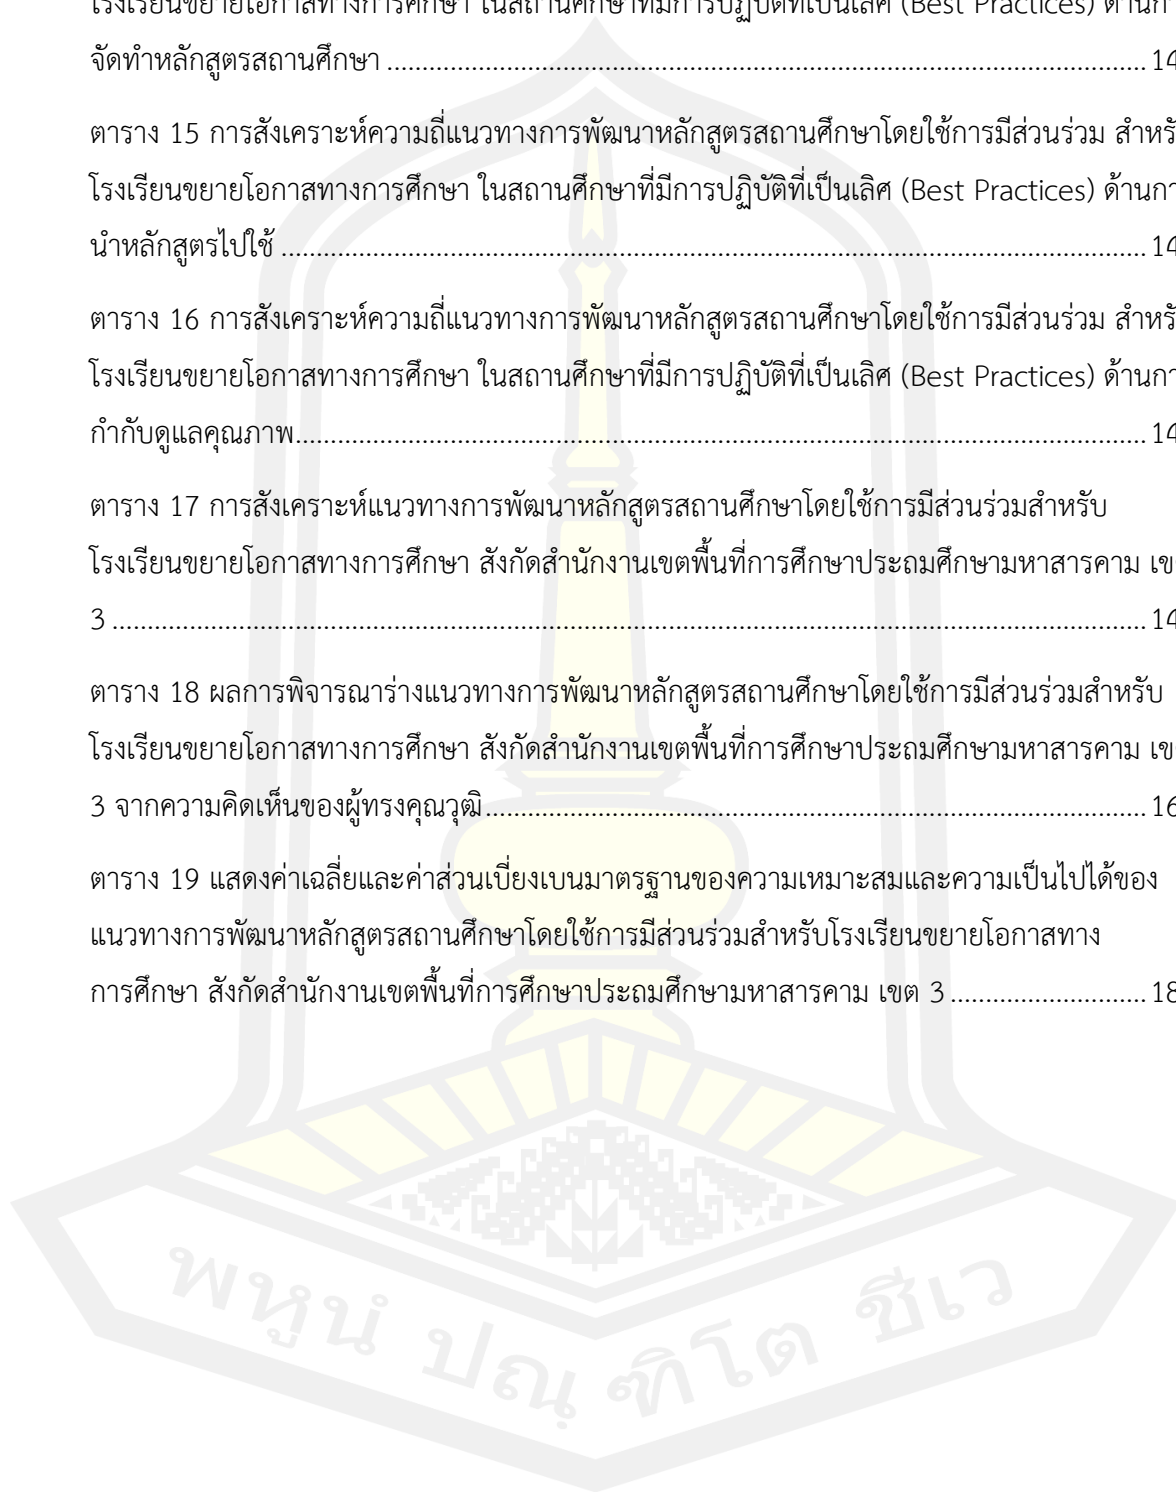 โรงเรียนขยายโอกาสทางการศึกษา ในสถานศึกษาที่มีการปฏิบัติที่เป็นเลิศ (Best Practices) ด้านกา
จัดทำหลักสูตรสถานศึกษา ........................................ 14
ตาราง 15 การสังเคราะห์ความถี่แนวทางการพัฒนาหลักสูตรสถานศึกษาโดยใช้การมีส่วนร่วม สำหรั
โรงเรียนขยายโอกาสทางการศึกษา ในสถานศึกษาที่มีการปฏิบัติที่เป็นเลิศ (Best Practices) ด้านกา
นำหลักสูตรไปใช้ ........................................ 14
ตาราง 16 การสังเคราะห์ความถี่แนวทางการพัฒนาหลักสูตรสถานศึกษาโดยใช้การมีส่วนร่วม สำหรั
โรงเรียนขยายโอกาสทางการศึกษา ในสถานศึกษาที่มีการปฏิบัติที่เป็นเลิศ (Best Practices) ด้านกา
กำกับดูแลคุณภาพ........................................ 14
ตาราง 17 การสังเคราะห์แนวทางการพัฒนาหลักสูตรสถานศึกษาโดยใช้การมีส่วนร่วมสำหรับ
โรงเรียนขยายโอกาสทางการศึกษา สังกัดสำนักงานเขตพื้นที่การศึกษาประถมศึกษามหาสารคาม เข
3 ........................................ 14
ตาราง 18 ผลการพิจารณาร่างแนวทางการพัฒนาหลักสูตรสถานศึกษาโดยใช้การมีส่วนร่วมสำหรับ
โรงเรียนขยายโอกาสทางการศึกษา สังกัดสำนักงานเขตพื้นที่การศึกษาประถมศึกษามหาสารคาม เข
3 จากความคิดเห็นของผู้ทรงคุณวุฒิ........................................ 16
ตาราง 19 แสดงค่าเฉลี่ยและค่าส่วนเบี่ยงเบนมาตรฐานของความเหมาะสมและความเป็นไปได้ของ
แนวทางการพัฒนาหลักสูตรสถานศึกษาโดยใช้การมีส่วนร่วมสำหรับโรงเรียนขยายโอกาสทาง
การศึกษา สังกัดสำนักงานเขตพื้นที่การศึกษาประถมศึกษามหาสารคาม เขต 3 ............................ 18
พหูนํ ปณฺฑิโต ชีเว